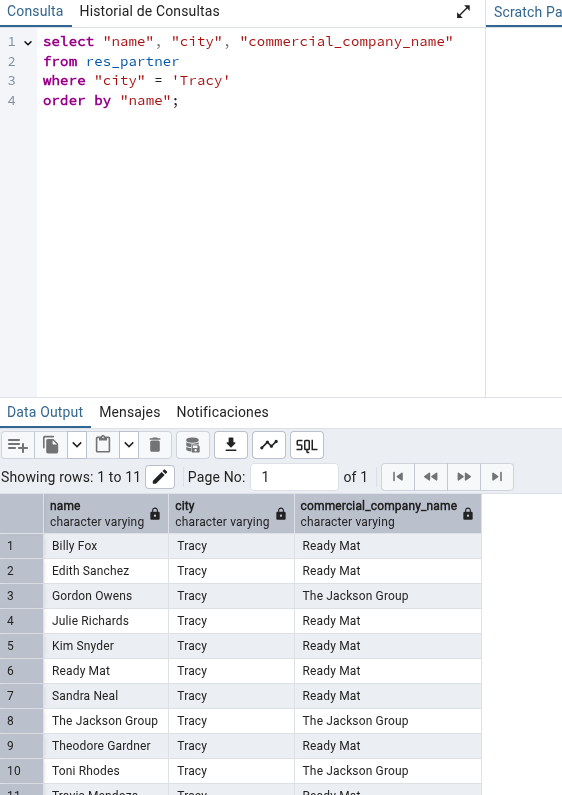 Consulta Historial de Consultas Scratch Pa
1 select "name", "city", "commercial_company_name"
2 from res_partner
3 where "city" = 'Tracy'
4 order by "name";
Data Output Mensajes Notificaciones
SQL
Showing rows: 1 to 11 Page No: 1 of 1
name city commercial_company_name
character varying character varying character varying
1 Billy Fox Tracy Ready Mat
2 Edith Sanchez Tracy Ready Mat
3 Gordon Owens Tracy The Jackson Group
4 Julie Richards Tracy Ready Mat
5 Kim Snyder Tracy Ready Mat
6 Ready Mat Tracy Ready Mat
7 Sandra Neal Tracy Ready Mat
8 The Jackson Group Tracy The Jackson Group
9 Theodore Gardner Tracy Ready Mat
10 Toni Rhodes Tracy The Jackson Group
11 Travis Mendoza Tracy Ready Mat